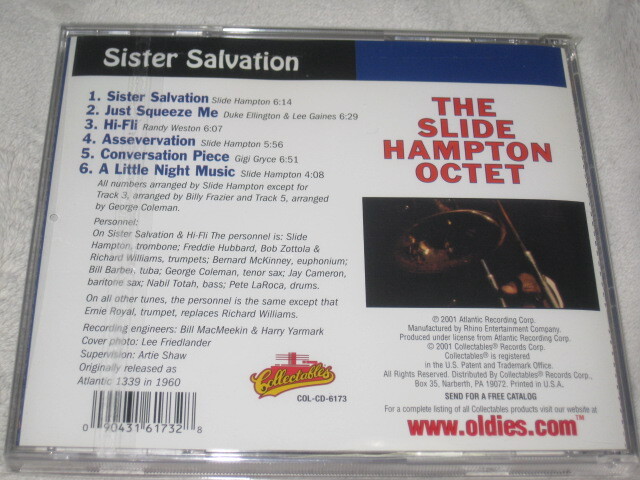 Sister Salvation
1. Sister Salvation Slide Hampton 6:14
2. Just Squeeze Me Duke Ellington & Lee Gaines 6:29
3. Hi-Fli Randy Weston 6:07
4. Assevervation Slide Hampton 5:56
5. Conversation Piece Gigi Gryce 6:51
6. A Little Night Music Slide Hampton 4:08
All numbers arranged by Slide Hampton except for
Track 3, arranged by Billy Frazier and Track 5, arranged
by George Coleman.
Personnel:
On Sister Salvation & Hi-Fli The personnel is: Slide
Hampton, trombone; Freddie Hubbard, Bob Zottola &
Richard Williams, trumpets; Bernard McKinney, euphonium;
Bill Barber, tuba; George Coleman, tenor sax; Jay Cameron,
baritone sax; Nabil Totah, bass; Pete LaRoca, drums.
On all other tunes, the personnel is the same except that
Ernie Royal, trumpet, replaces Richard Williams.
Recording engineers: Bill MacMeekin & Harry Yarmark
Cover photo: Lee Friedlander
Supervision: Artie Shaw
Originally released as
Atlantic 1339 in 1960
0 90431 61732 8
Collectables
COL-CD-6173
THE
SLIDE
HAMPTON
OCTET
℗ 2001 Atlantic Recording Corp.
Manufactured by Rhino Entertainment Company.
Produced under license from Atlantic Recording Corp.
© 2001 Collectables® Records Corp.
Collectables® is registered
in the U.S. Patent and Trademark Office.
All Rights Reserved. Distributed By Collectables® Records Corp.,
Box 35, Narberth, PA 19072. Printed in U.S.A.
SEND FOR A FREE CATALOG
For a complete listing of all Collectables products visit our website at
www.oldies.com™